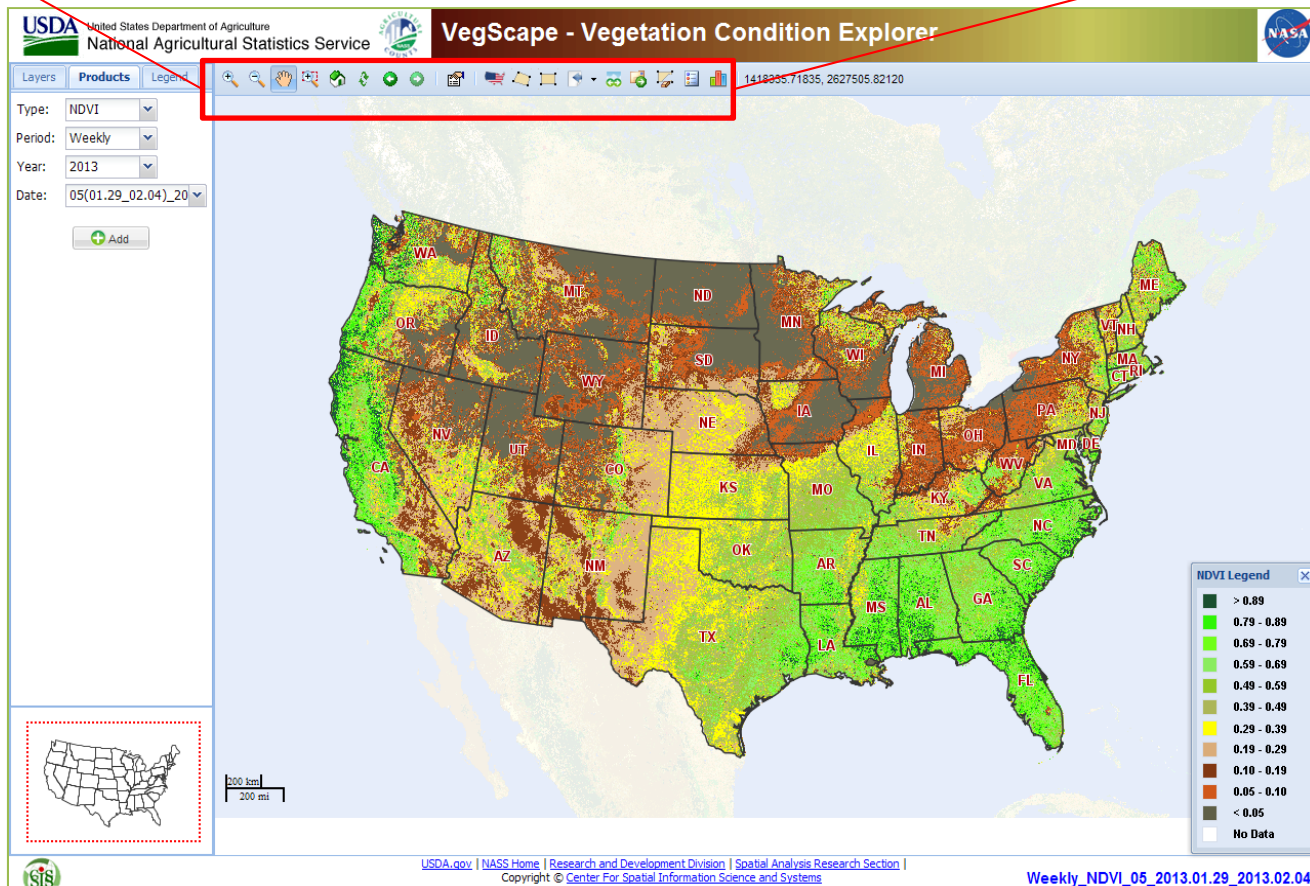 USDA United States Department of Agriculture
National Agricultural Statistics Service
VegScape - Vegetation Condition Explorer
NASA
Layers Products Legend
1418335.71835, 2627505.82120
Type: NDVI
Period: Weekly
Year: 2013
Date: 05(01.29_02.04)_20
Add
WA
MT
ND
MN
ME
OR
ID
SD
WI
MI
VT
NH
NY
MA
CT
RI
WY
IA
PA
NJ
NE
NV
UT
CO
IL
IN
OH
MD
DE
WV
VA
CA
KS
MO
KY
NC
TN
AZ
NM
OK
AR
SC
MS
AL
GA
TX
LA
FL
NDVI Legend
> 0.89
0.79 - 0.89
0.69 - 0.79
0.59 - 0.69
0.49 - 0.59
0.39 - 0.49
0.29 - 0.39
0.19 - 0.29
0.10 - 0.19
0.05 - 0.10
< 0.05
No Data
200 km
200 mi
USDA.gov | NASS Home | Research and Development Division | Spatial Analysis Research Section |
Copyright © Center For Spatial Information Science and Systems
Weekly_NDVI_05_2013.01.29_2013.02.04